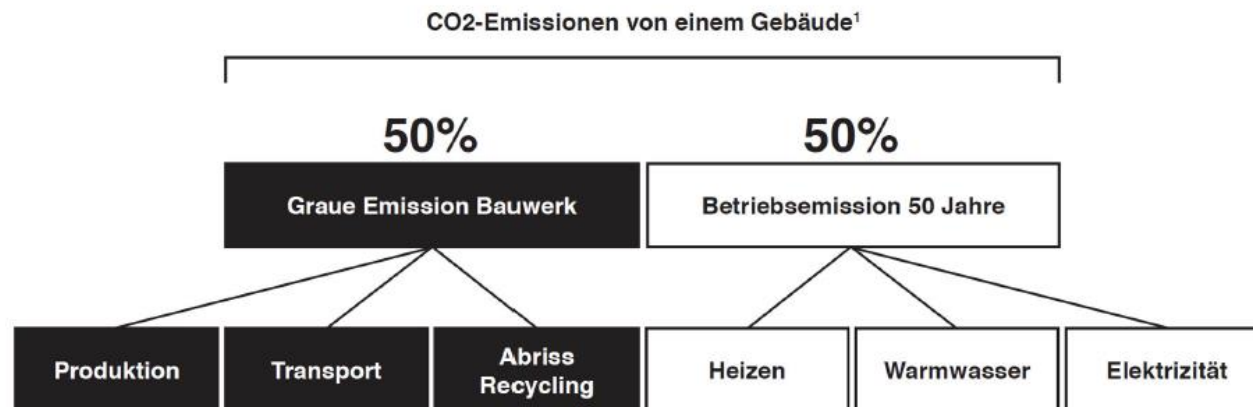 CO2-Emissionen von einem Gebäude¹
50%
50%
Graue Emission Bauwerk
Betriebsemission 50 Jahre
Produktion
Transport
Abriss
Recycling
Heizen
Warmwasser
Elektrizität